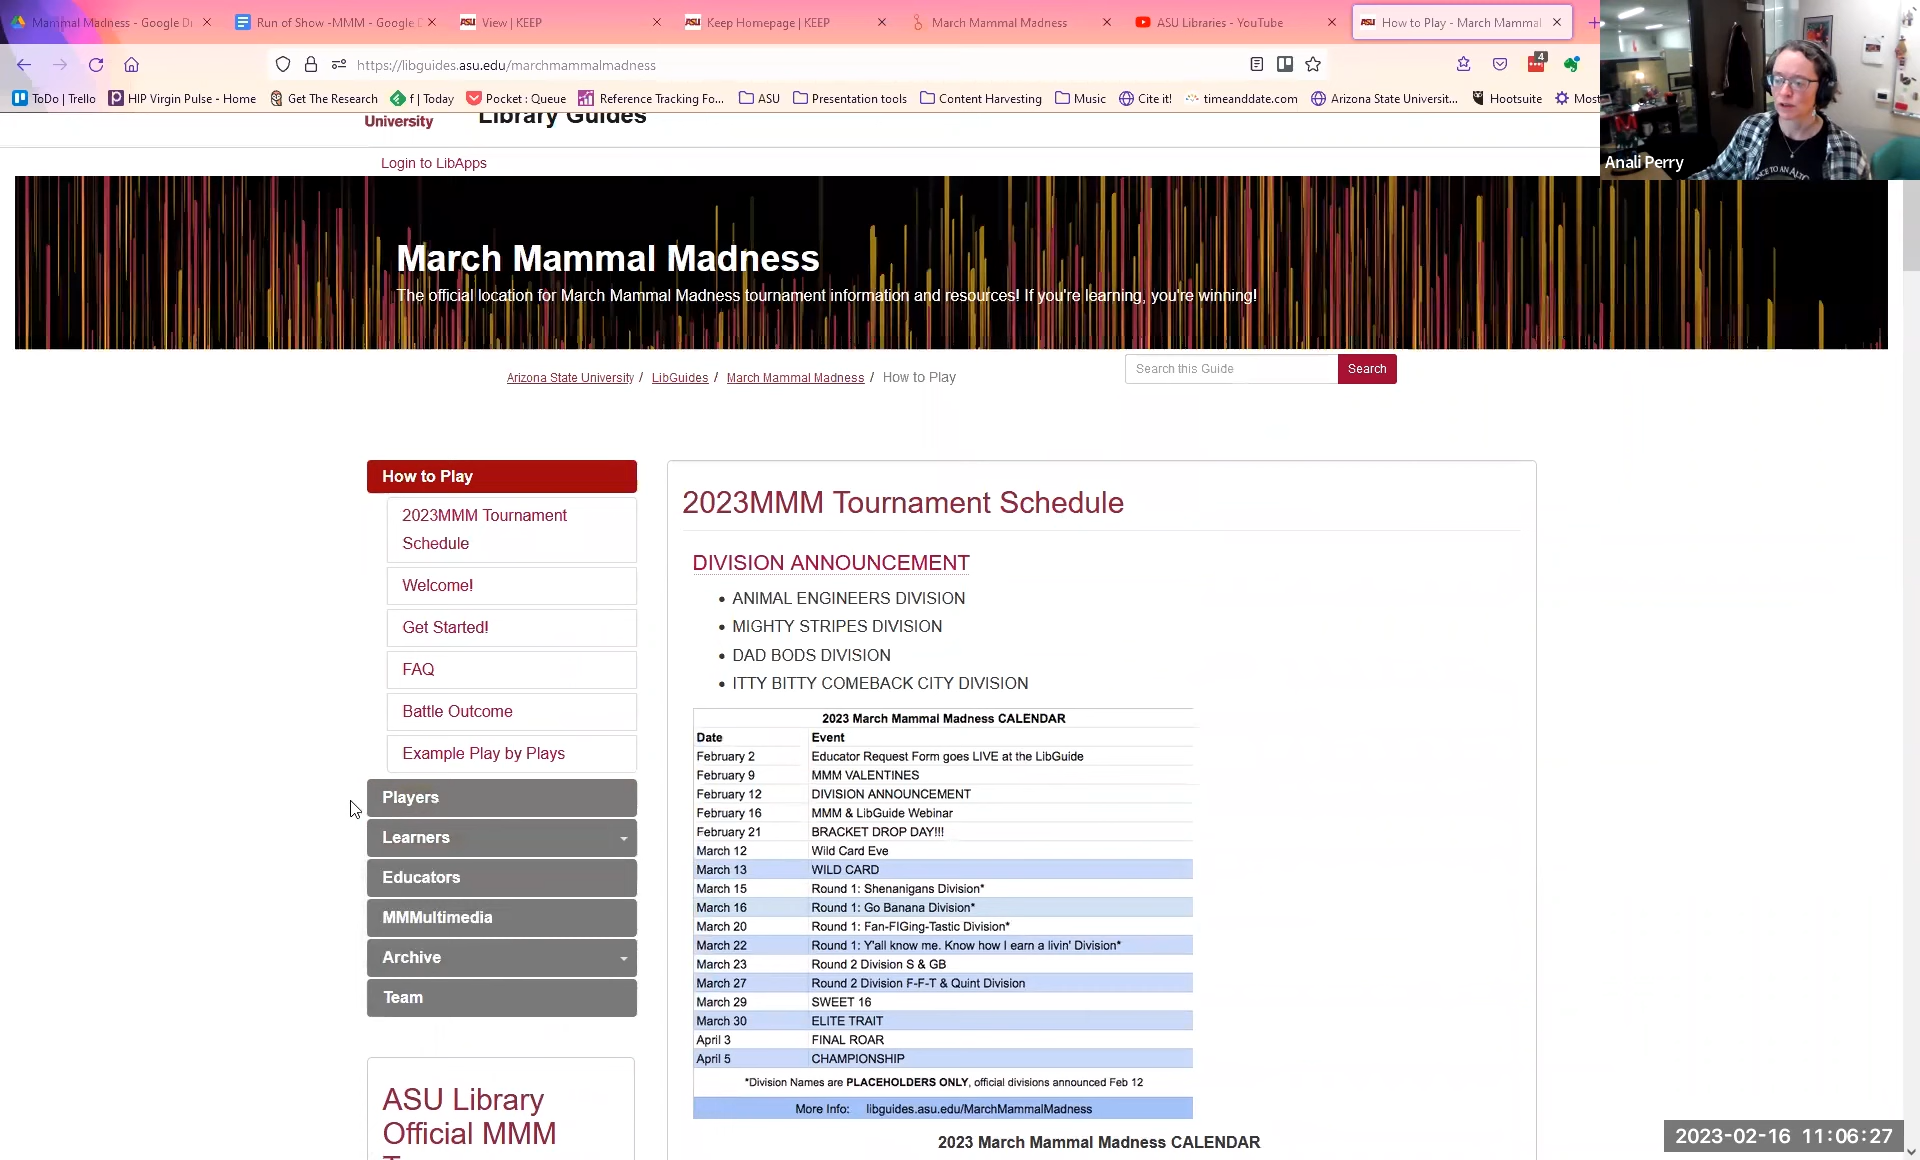 Mammal Madness - Google Dr
Run of Show -MMM - Google D
View | KEEP
Keep Homepage | KEEP
March Mammal Madness
ASU Libraries - YouTube
How to Play - March Mammal
https://libguides.asu.edu/marchmammalmadness
4
ToDo | Trello
HIP Virgin Pulse - Home
Get The Research
f | Today
Pocket : Queue
Reference Tracking Fo...
ASU
Presentation tools
Content Harvesting
Music
Cite it!
timeanddate.com
Arizona State Universit...
Hootsuite
Most
Anali Perry
University
Library Guides
Login to LibApps
March Mammal Madness
The official location for March Mammal Madness tournament information and resources! If you're learning, you're winning!
Arizona State University / LibGuides / March Mammal Madness / How to Play
Search this Guide
Search
How to Play
2023MMM Tournament
Schedule
Welcome!
Get Started!
FAQ
Battle Outcome
Example Play by Plays
Players
Learners
Educators
MMMultimedia
Archive
Team
ASU Library
Official MMM
2023MMM Tournament Schedule
DIVISION ANNOUNCEMENT
• ANIMAL ENGINEERS DIVISION
• MIGHTY STRIPES DIVISION
• DAD BODS DIVISION
• ITTY BITTY COMEBACK CITY DIVISION
2023 March Mammal Madness CALENDAR
Date Event
February 2 Educator Request Form goes LIVE at the LibGuide
February 9 MMM VALENTINES
February 12 DIVISION ANNOUNCEMENT
February 16 MMM & LibGuide Webinar
February 21 BRACKET DROP DAY!!!
March 12 Wild Card Eve
March 13 WILD CARD
March 15 Round 1: Shenanigans Division*
March 16 Round 1: Go Banana Division*
March 20 Round 1: Fan-FIGing-Tastic Division*
March 22 Round 1: Y'all know me. Know how I earn a livin' Division*
March 23 Round 2 Division S & GB
March 27 Round 2 Division F-F-T & Quint Division
March 29 SWEET 16
March 30 ELITE TRAIT
April 3 FINAL ROAR
April 5 CHAMPIONSHIP
*Division Names are PLACEHOLDERS ONLY, official divisions announced Feb 12
More Info: libguides.asu.edu/MarchMammalMadness
2023 March Mammal Madness CALENDAR
2023-02-16 11:06:27